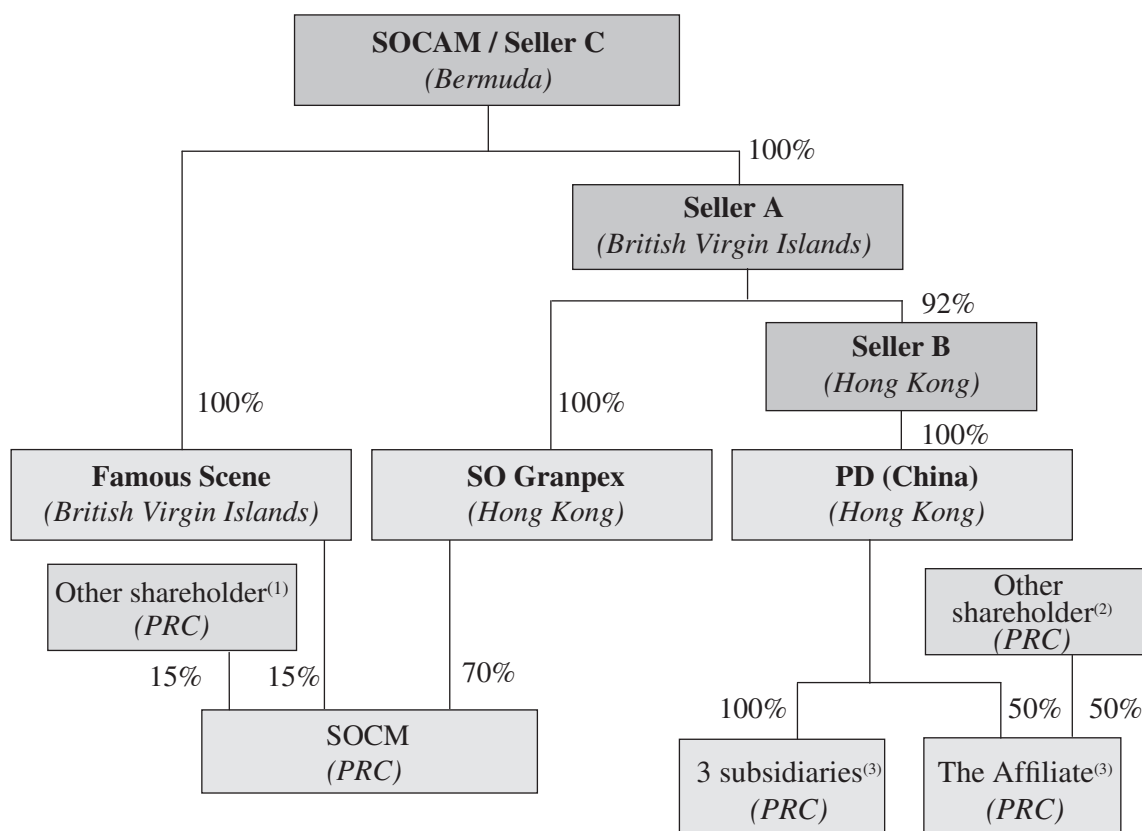 SOCAM / Seller C
(Bermuda)
100%
Seller A
(British Virgin Islands)
92%
Seller B
(Hong Kong)
100%
100%
100%
Famous Scene
(British Virgin Islands)
SO Granpex
(Hong Kong)
PD (China)
(Hong Kong)
Other shareholder(1)
(PRC)
Other
shareholder(2)
(PRC)
15%
15%
70%
100%
50%
50%
SOCM
(PRC)
3 subsidiaries(3)
(PRC)
The Affiliate(3)
(PRC)